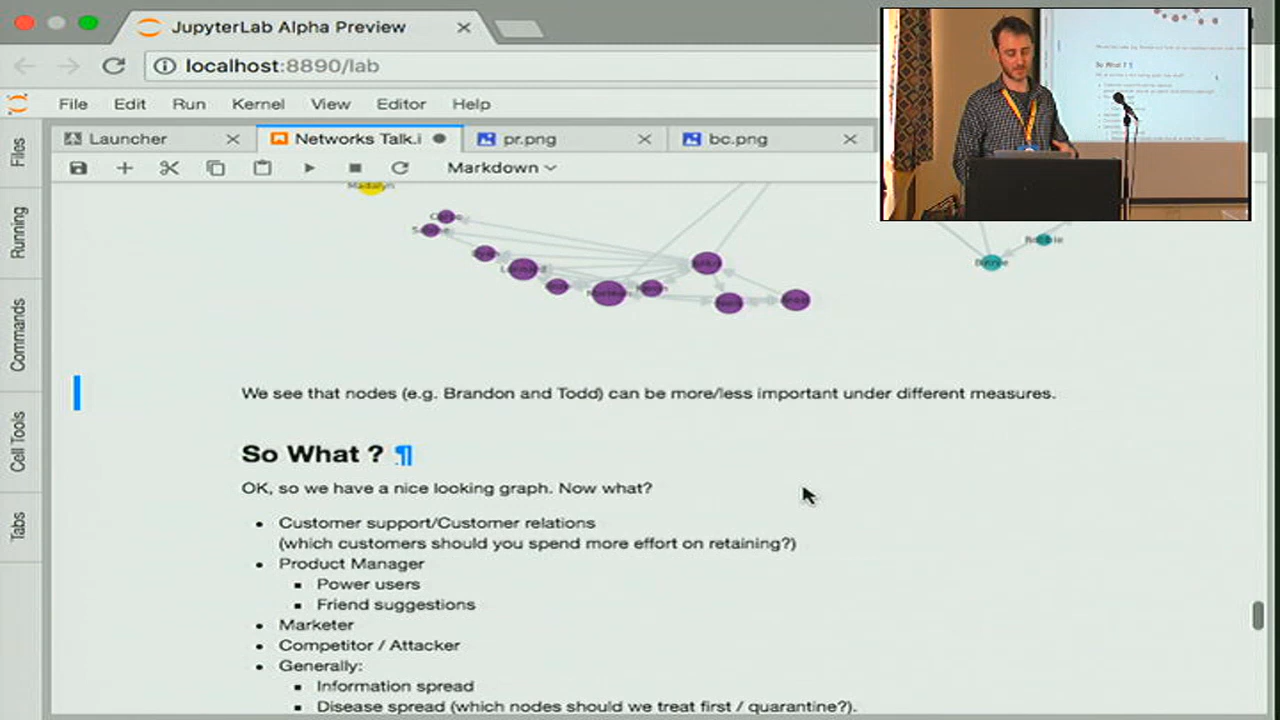 JupyterLab Alpha Preview
localhost:8890/lab
File Edit Run Kernel View Editor Help
Launcher
Networks Talk.i
pr.png
bc.png
Markdown
Files
Running
Commands
Cell Tools
Tabs
Madalyn
Bobbie
We see that nodes (e.g. Brandon and Todd) can be more/less important under different measures.
So What ? ¶
OK, so we have a nice looking graph. Now what?
• Customer support/Customer relations
(which customers should you spend more effort on retaining?)
• Product Manager
▪ Power users
▪ Friend suggestions
• Marketer
• Competitor / Attacker
• Generally:
▪ Information spread
▪ Disease spread (which nodes should we treat first / quarantine?).
So What ? ¶